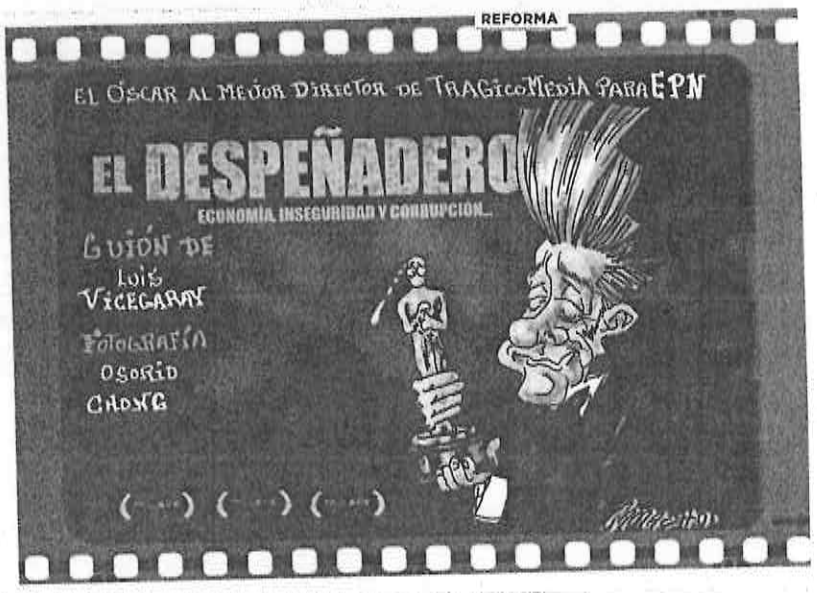 REFORMA
EL ÓSCAR AL MEJOR DIRECTOR DE TRAGICOMEDIA PARA EPN
EL DESPEÑADERO
ECONOMÍA, INSEGURIDAD Y CORRUPCIÓN...
GUIÓN DE
LUIS
VICEGARAY
FOTOGRAFÍA
OSORIO
CHONG